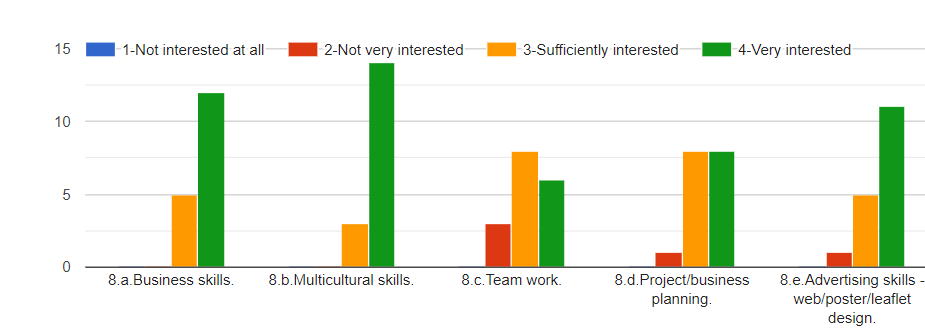 15
1-Not interested at all
2-Not very interested
3-Sufficiently interested
4-Very interested
10
5
0
8.a.Business skills.
8.b.Multicultural skills.
8.c.Team work.
8.d.Project/business
planning.
8.e.Advertising skills -
web/poster/leaflet
design.